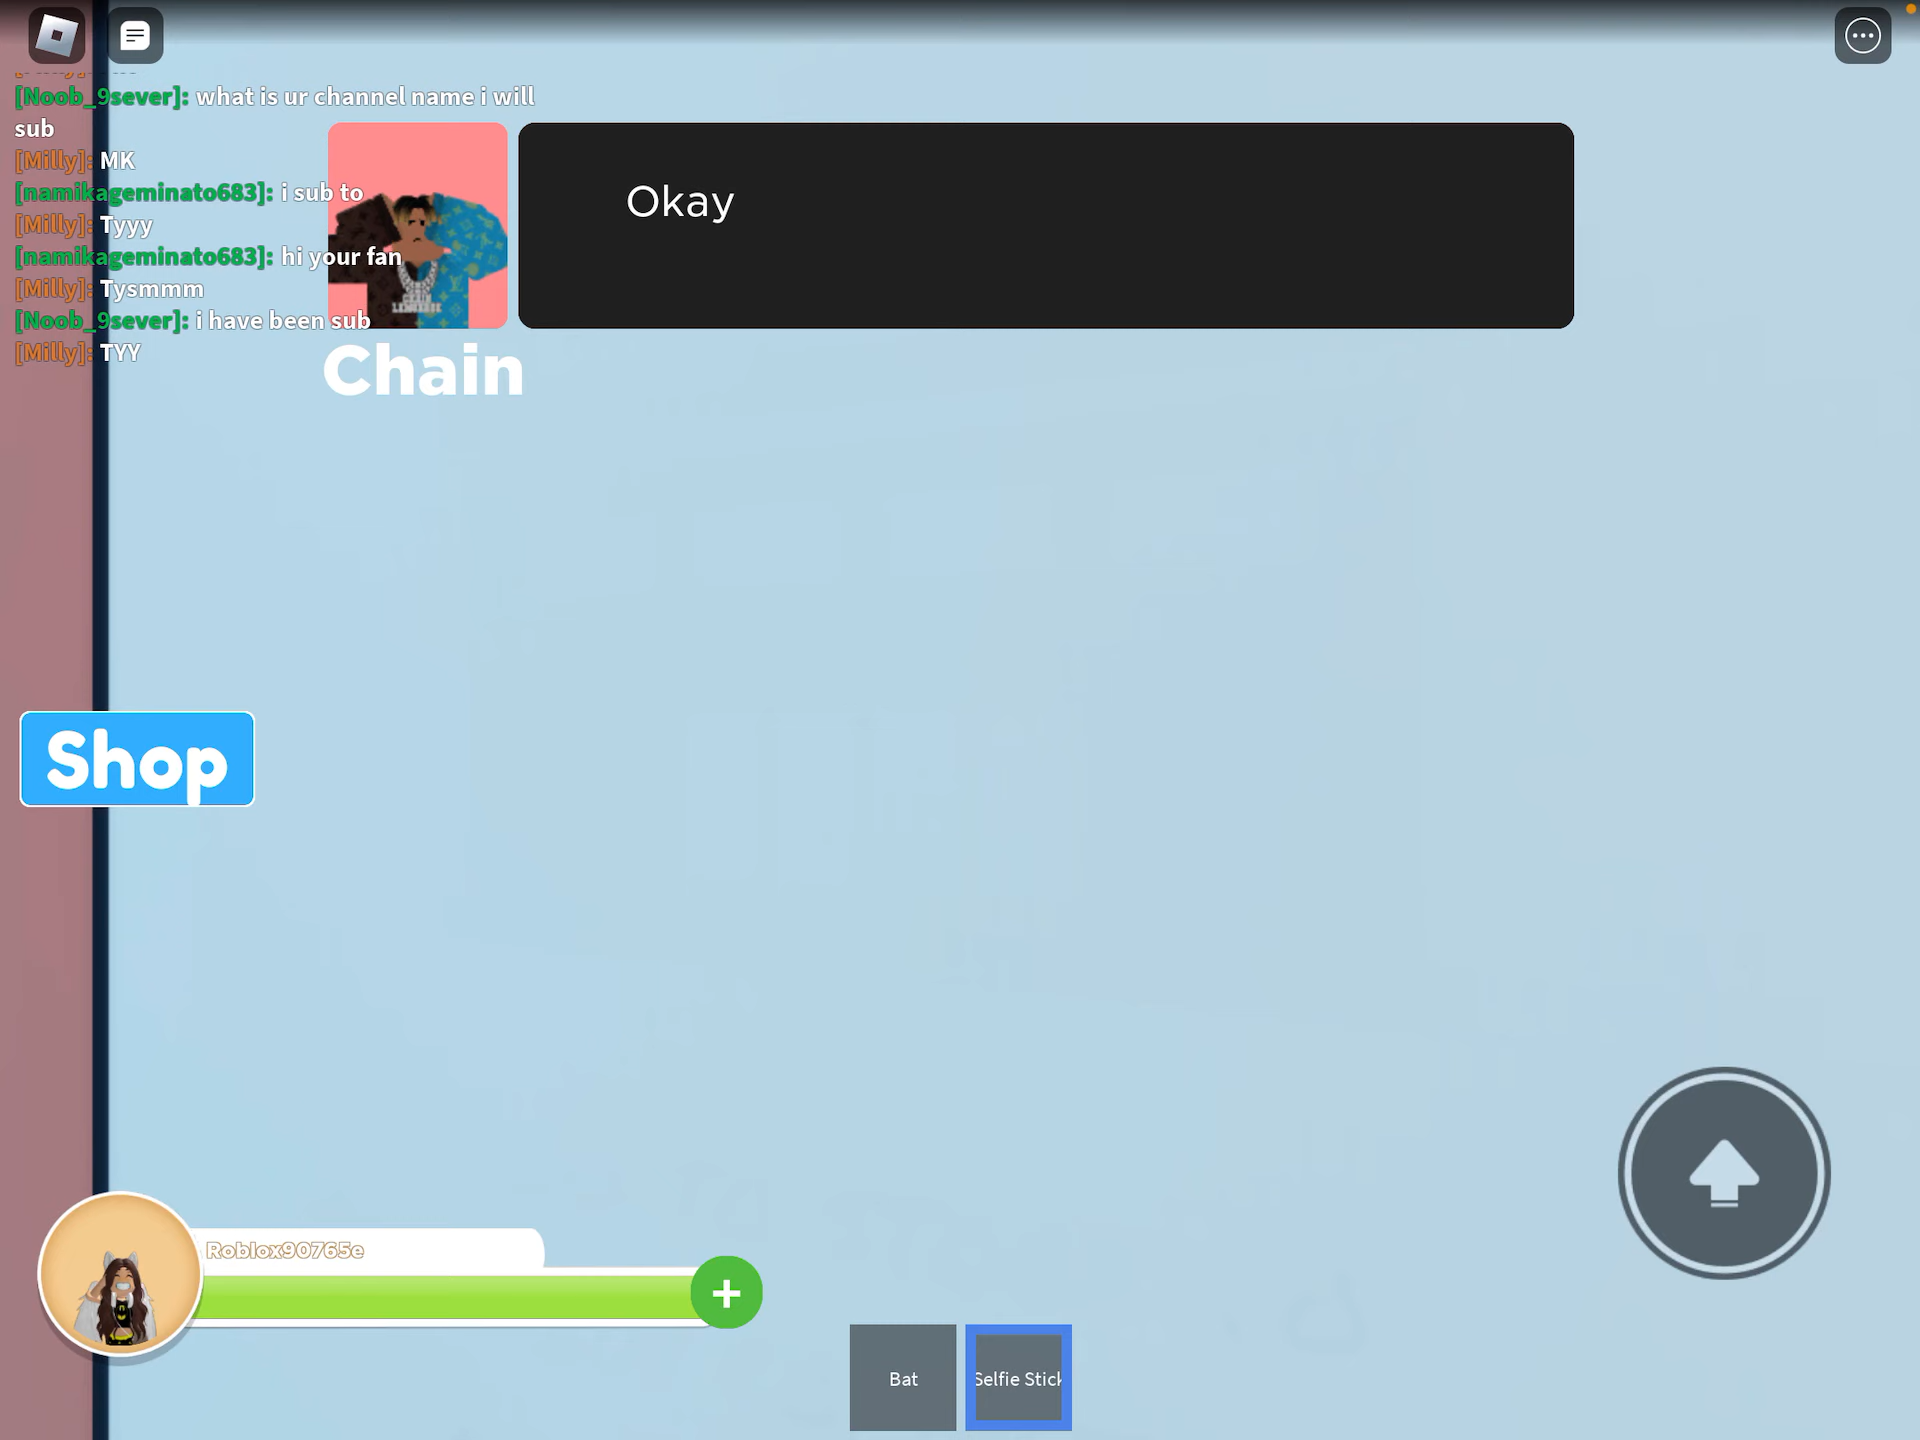 [Noob_9sever]: what is ur channel name i will
sub
[Milly]: MK
[namikageminato683]: i sub to
[Milly]: Tyyy
[namikageminato683]: hi your fan
[Milly]: Tysmmm
[Noob_9sever]: i have been sub
[Milly]: TYY
Okay
Chain
Shop
Roblox90765e
Bat
Selfie Stick